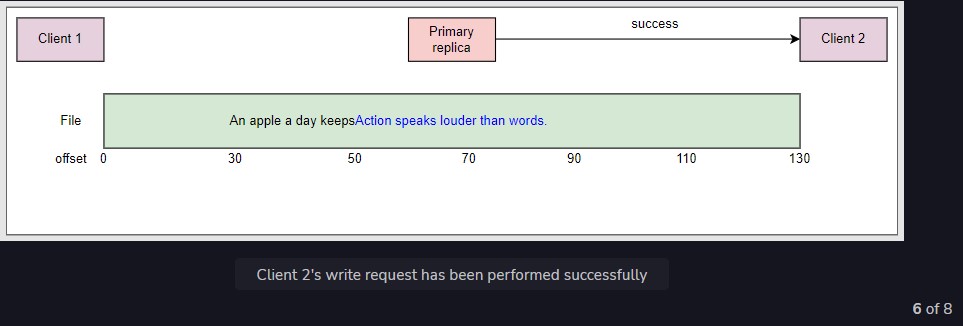 success
Client 1
Primary
replica
Client 2
File
An apple a day keepsAction speaks louder than words.
offset 0 30 50 70 90 110 130
Client 2's write request has been performed successfully
6 of 8